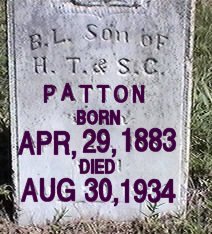 B.L. SON OF
H. T. & S.C.
PATTON
BORN
APR, 29, 1883
DIED
AUG 30,1934